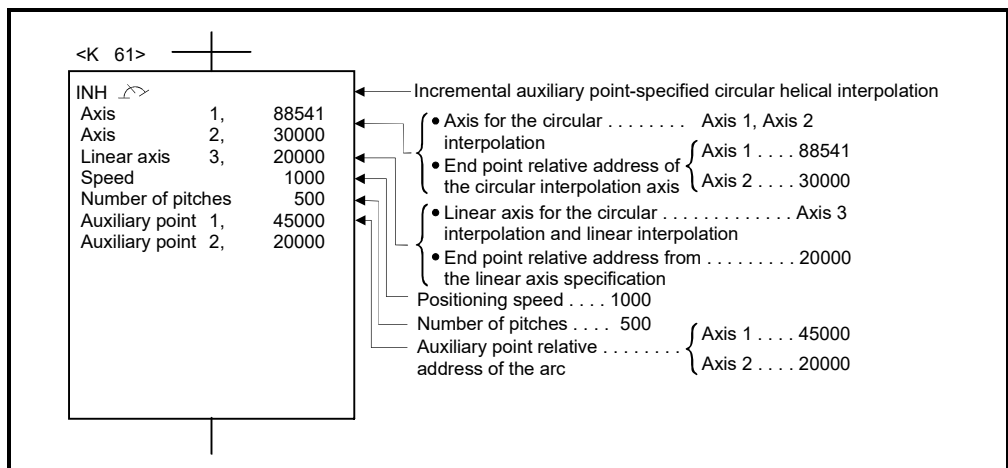 <K 61>
INH
Axis 1, 88541
Axis 2, 30000
Linear axis 3, 20000
Speed 1000
Number of pitches 500
Auxiliary point 1, 45000
Auxiliary point 2, 20000
Incremental auxiliary point-specified circular helical interpolation
• Axis for the circular . . . . . . . . Axis 1, Axis 2
interpolation
• End point relative address of
the circular interpolation axis
Axis 1 . . . . 88541
Axis 2 . . . . 30000
• Linear axis for the circular . . . . . . . . . . . . . Axis 3
interpolation and linear interpolation
• End point relative address from . . . . . . . . . 20000
the linear axis specification
Positioning speed . . . . 1000
Number of pitches . . . . 500
Auxiliary point relative . . . . . . . .
address of the arc
Axis 1 . . . . 45000
Axis 2 . . . . 20000